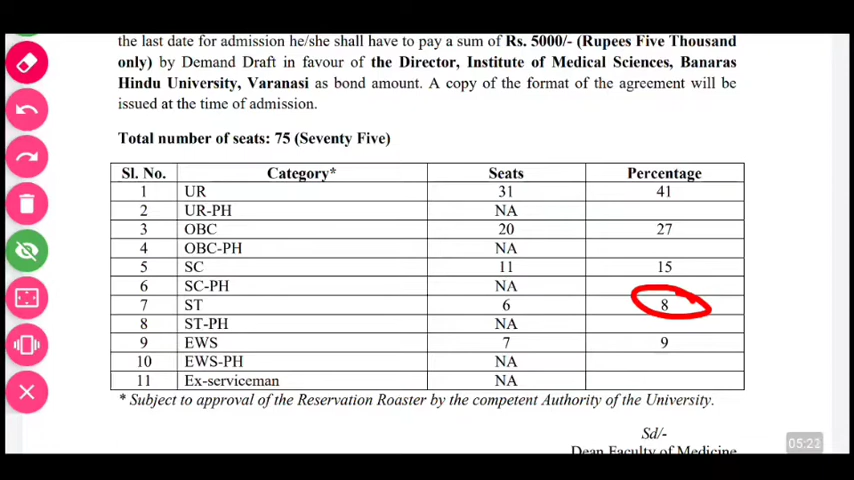 the last date for admission he/she shall have to pay a sum of Rs. 5000/- (Rupees Five Thousand
only) by Demand Draft in favour of the Director, Institute of Medical Sciences, Banaras
Hindu University, Varanasi as bond amount. A copy of the format of the agreement will be
issued at the time of admission.
Total number of seats: 75 (Seventy Five)
Sl. No. Category* Seats Percentage
1 UR 31 41
2 UR-PH NA
3 OBC 20 27
4 OBC-PH NA
5 SC 11 15
6 SC-PH NA
7 ST 6 8
8 ST-PH NA
9 EWS 7 9
10 EWS-PH NA
11 Ex-serviceman NA
* Subject to approval of the Reservation Roaster by the competent Authority of the University.
Sd/-
Dean Faculty of Medicine
05:22